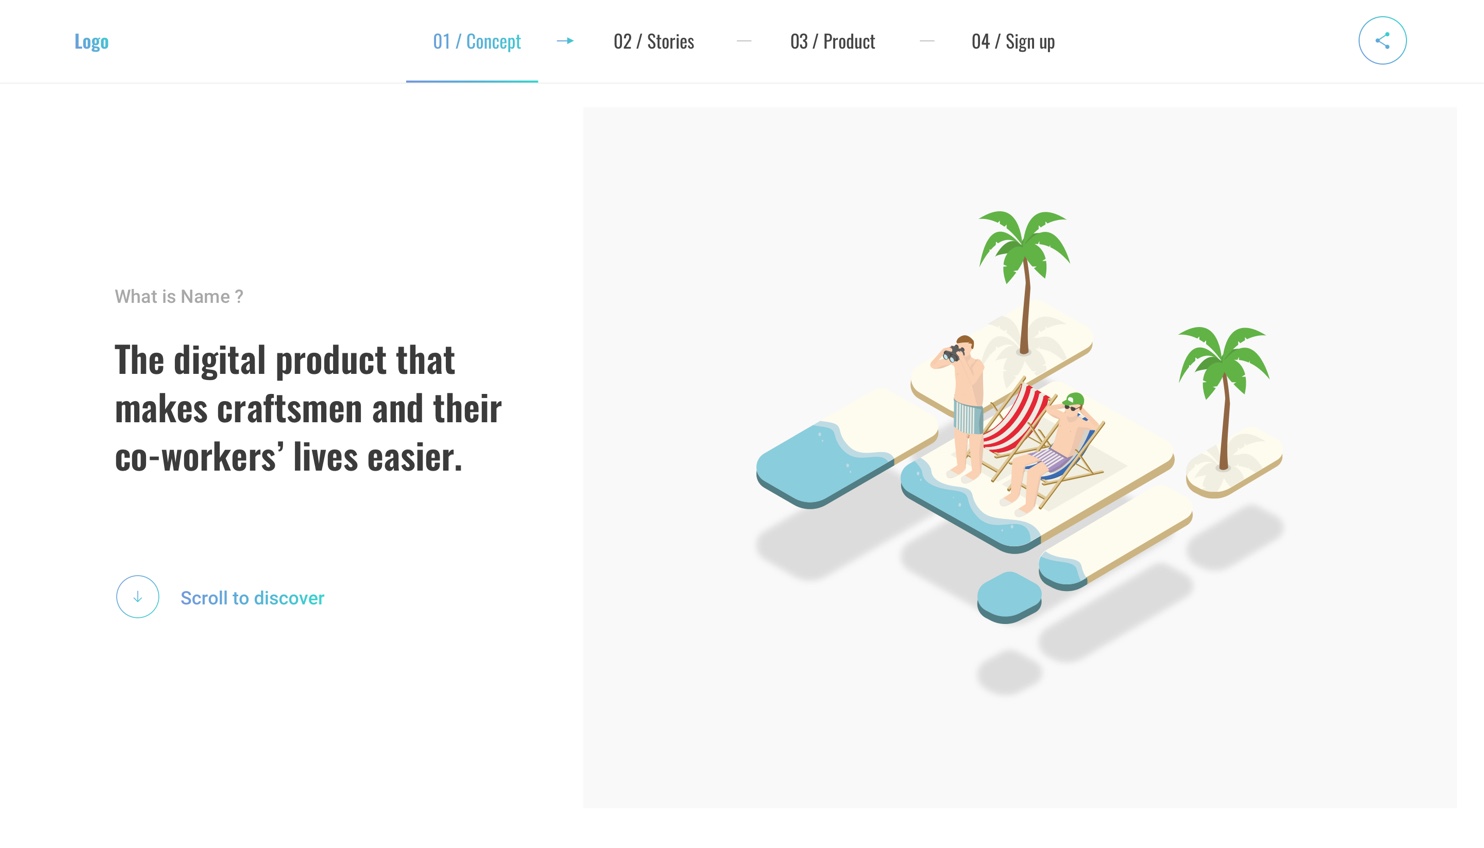 Logo
01 / Concept
02 / Stories
03 / Product
04 / Sign up
What is Name ?
The digital product that
makes craftsmen and their
co-workers’ lives easier.
Scroll to discover